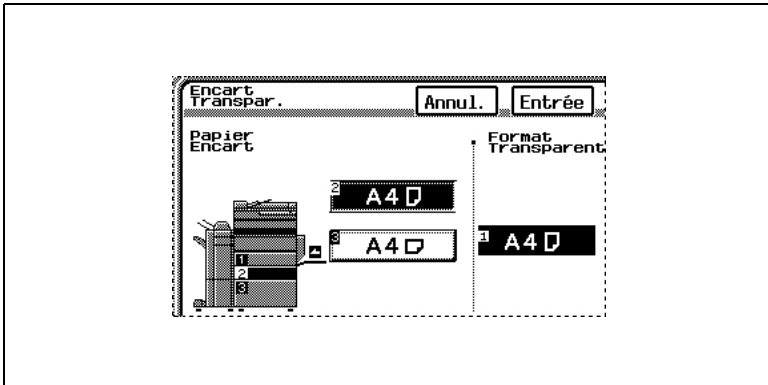 Encart
Transpar.
Annul.
Entrée
Papier
Encart
Format
Transparent
2 A4
3 A4
1 A4
1
2
3